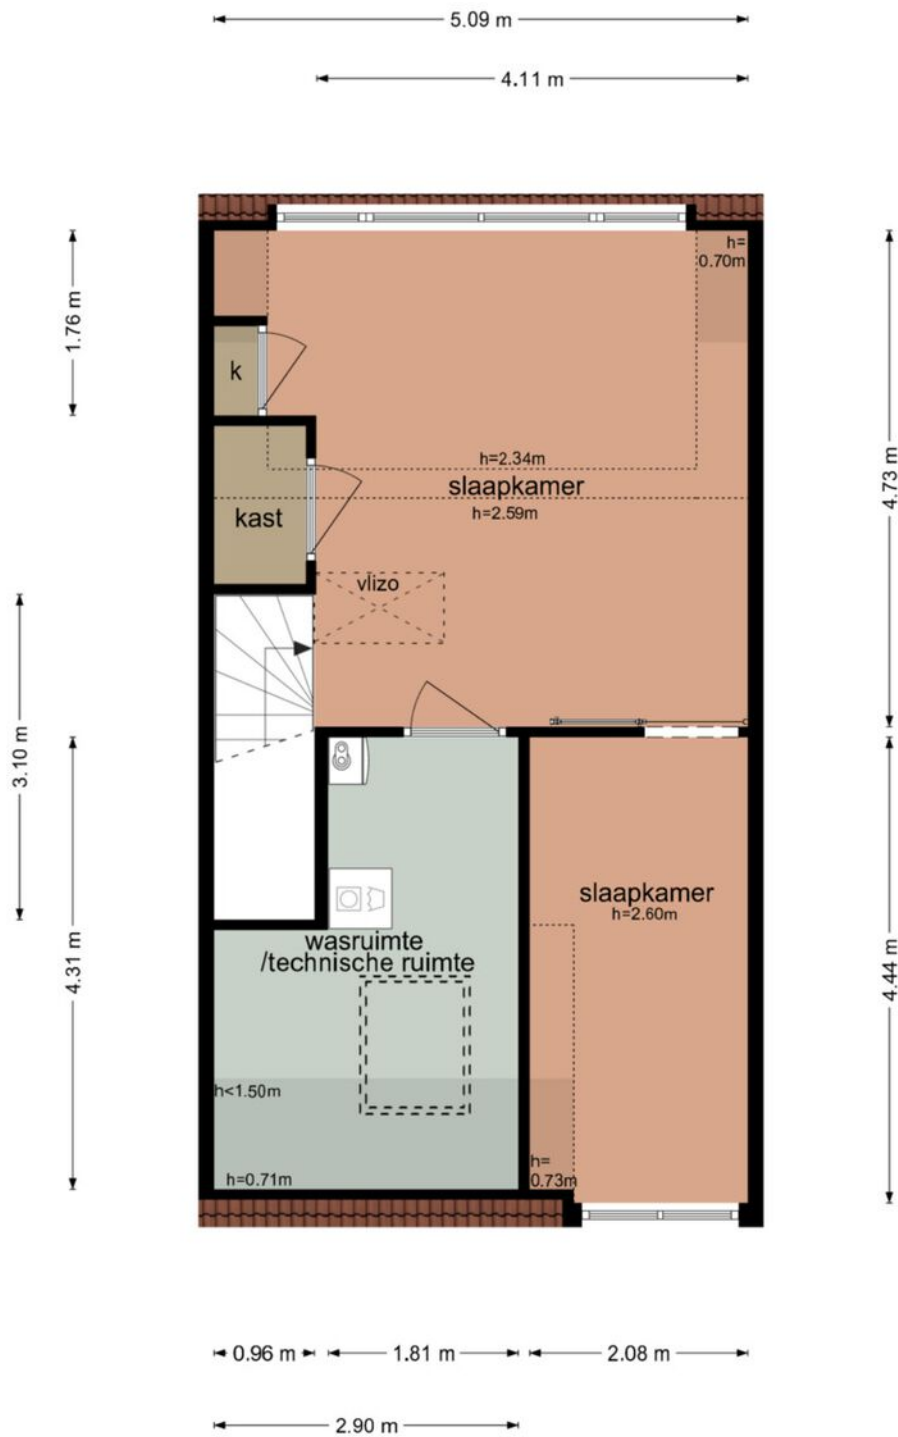 5.09 m
4.11 m
h=
0.70m
1.76 m
k
h=2.34m
slaapkamer
h=2.59m
kast
4.73 m
vlizo
3.10 m
slaapkamer
h=2.60m
wasruimte
/technische ruimte
4.31 m
4.44 m
h<1.50m
h=
0.73m
h=0.71m
0.96 m
1.81 m
2.08 m
2.90 m